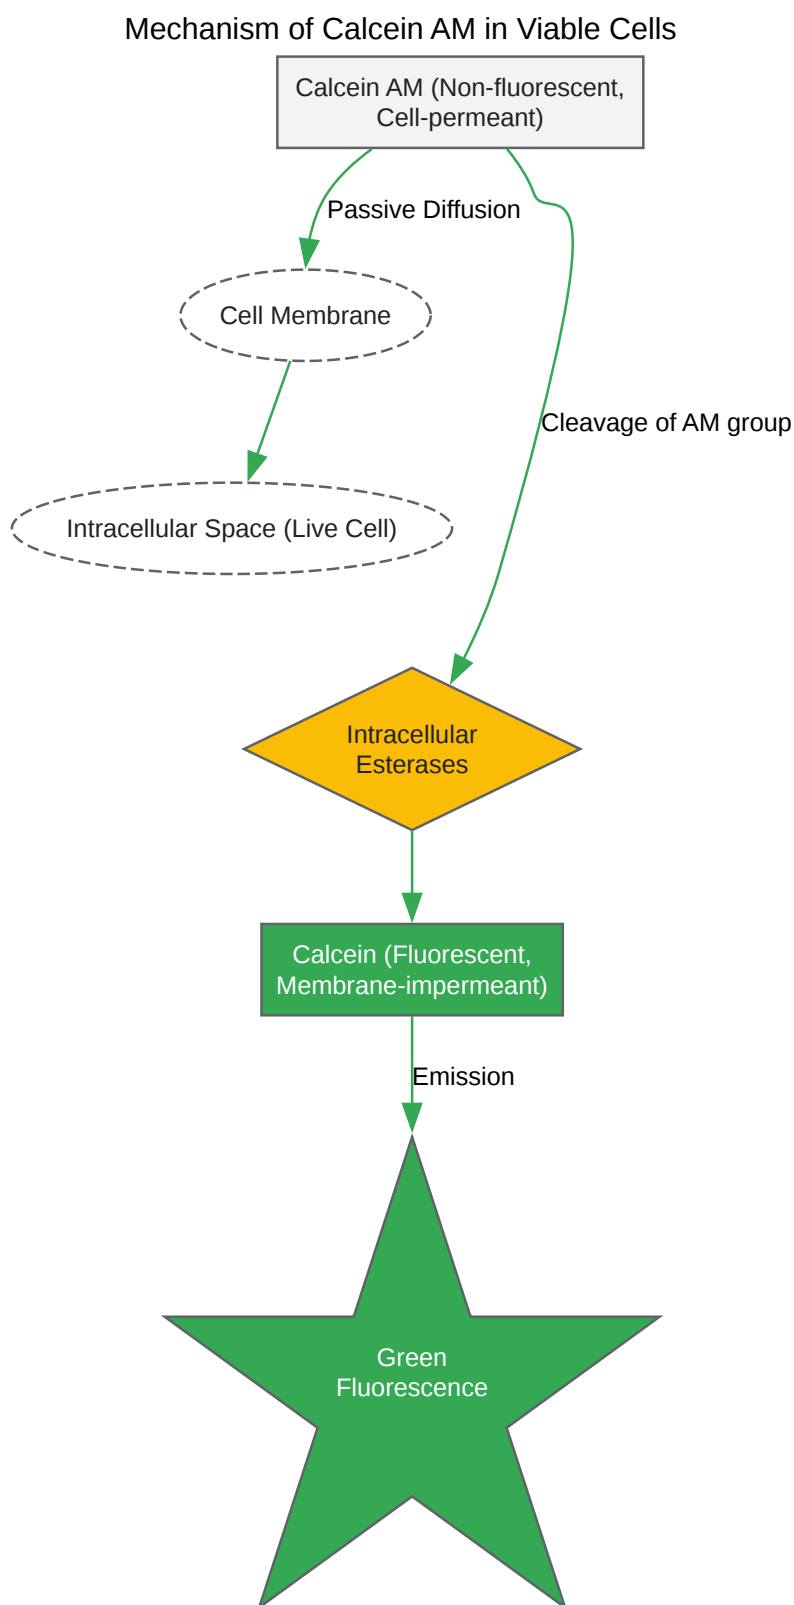 Mechanism of Calcein AM in Viable Cells
Calcein AM (Non-fluorescent,
Cell-permeant)
Passive Diffusion
Cell Membrane
Cleavage of AM group
Intracellular Space (Live Cell)
Intracellular
Esterases
Calcein (Fluorescent,
Membrane-impermeant)
Emission
Green
Fluorescence